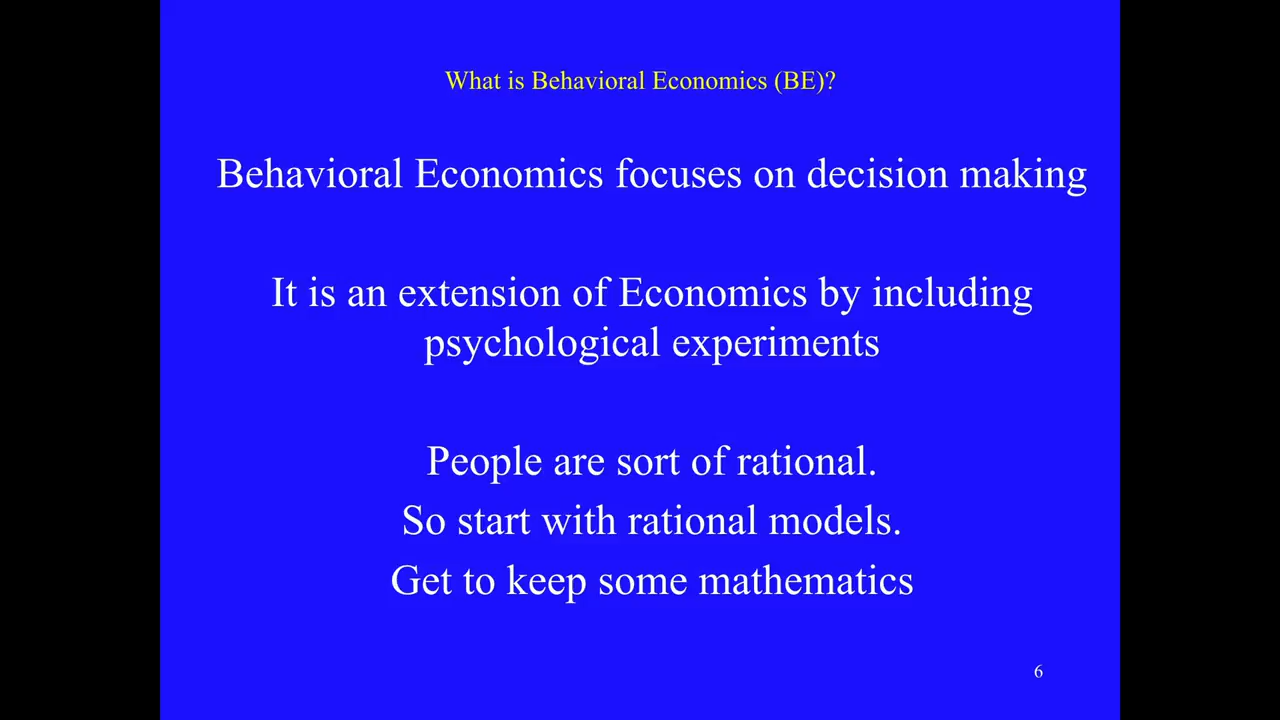 What is Behavioral Economics (BE)?
Behavioral Economics focuses on decision making
It is an extension of Economics by including
psychological experiments
People are sort of rational.
So start with rational models.
Get to keep some mathematics
6